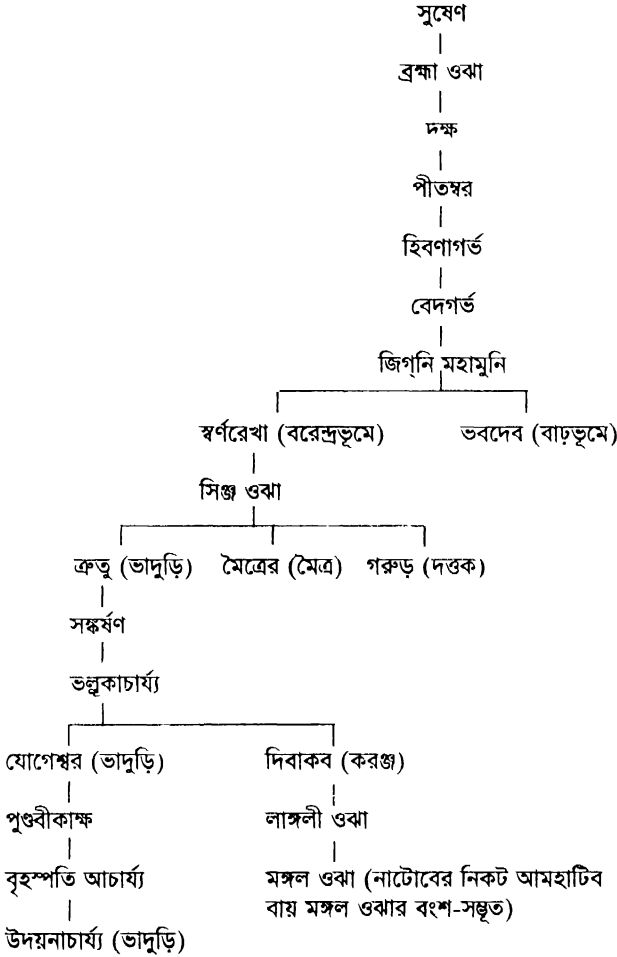 সুষেণ
ব্রহ্মা ওঝা
দক্ষ
পীতম্বর
হিবণাগর্ভ
বেদগর্ভ
জিগ্‌নি মহামুনি
স্বর্ণরেখা (বরেন্দ্রভূমে) ভবদেব (বাঢ়ভূমে)
সিঞ্জ ওঝা
ত্রুতু (ভাদুড়ি) মৈত্রের (মৈত্র) গরুড় (দত্তক)
সঙ্কর্ষণ
ভল্লূকাচার্য্য
যোগেশ্বর (ভাদুড়ি) দিবাকব (করঞ্জ)
পুণ্ডবীকাক্ষ লাঙ্গলী ওঝা
বৃহস্পতি আচার্য্য মঙ্গল ওঝা (নাটোবের নিকট আমহাটিব
বায় মঙ্গল ওঝার বংশ-সম্ভূত)
উদয়নাচার্য্য (ভাদুড়ি)